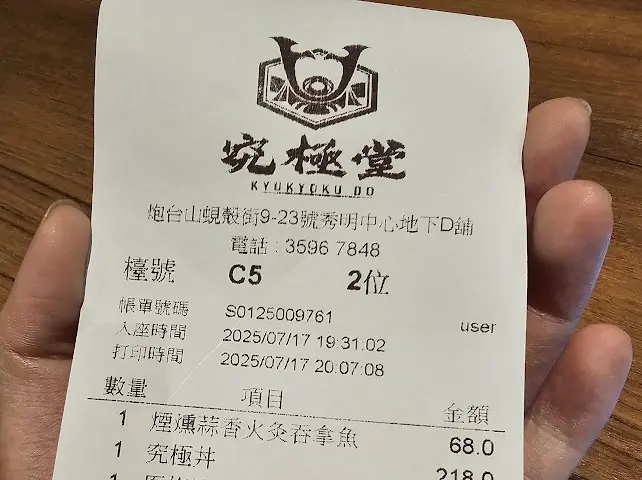 究極堂
KYUKYOKU DO
炮台山蜆殼街9-23號秀明中心地下D舖
電話 : 3596 7848
檯號 C5 2位
帳單號碼 S0125009761 user
入座時間 2025/07/17 19:31:02
打印時間 2025/07/17 20:07:08
數量 項目 金額
1 煙燻蒜香火灸吞拿魚 68.0
1 究極丼 218.0
1